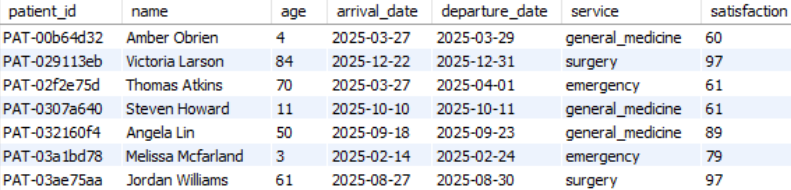 patient_id name age arrival_date departure_date service satisfaction
PAT-00b64d32 Amber Obrien 4 2025-03-27 2025-03-29 general_medicine 60
PAT-029113eb Victoria Larson 84 2025-12-22 2025-12-31 surgery 97
PAT-02f2e75d Thomas Atkins 70 2025-03-27 2025-04-01 emergency 61
PAT-0307a640 Steven Howard 11 2025-10-10 2025-10-11 general_medicine 61
PAT-032160f4 Angela Lin 50 2025-09-18 2025-09-23 general_medicine 89
PAT-03a1bd78 Melissa Mcfarland 3 2025-02-14 2025-02-24 emergency 79
PAT-03ae75aa Jordan Williams 61 2025-08-27 2025-08-30 surgery 97